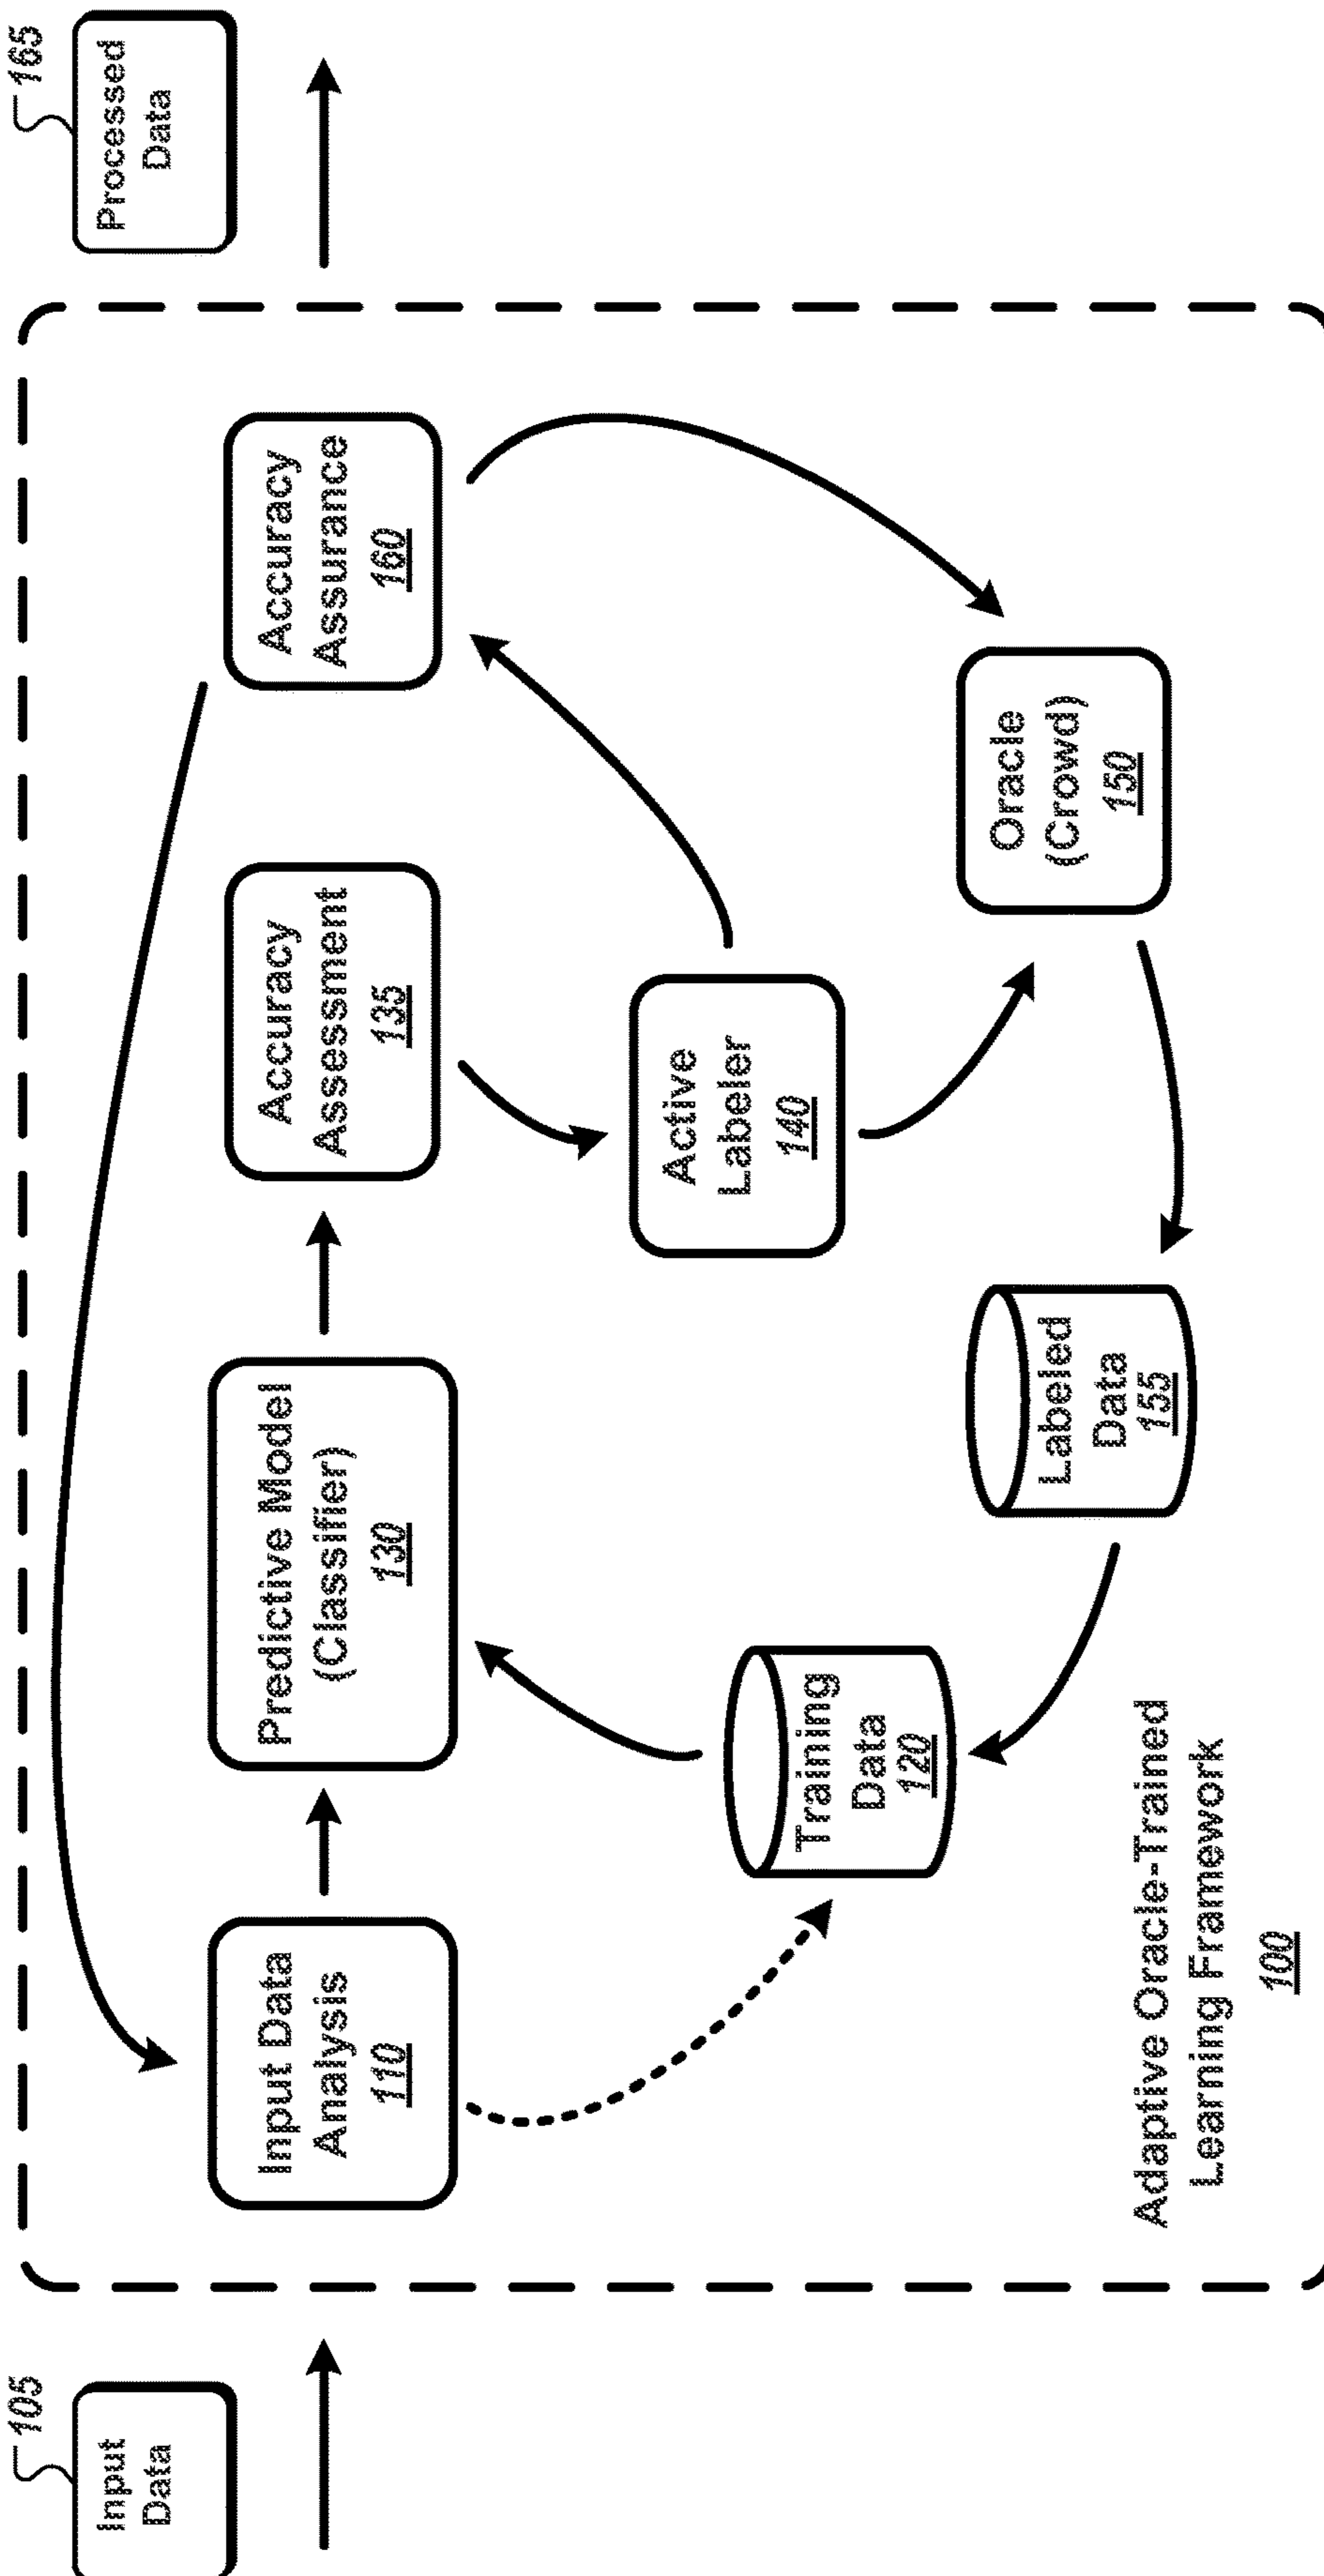 105
Input
Data
Input Data
Analysis
110
Predictive Model
(Classifier)
130
Accuracy
Assessment
135
Accuracy
Assurance
160
165
Processed
Data
Training
Data
120
Active
Labeler
140
Labeled
Data
155
Oracle
(Crowd)
150
Adaptive Oracle-Trained
Learning Framework
100